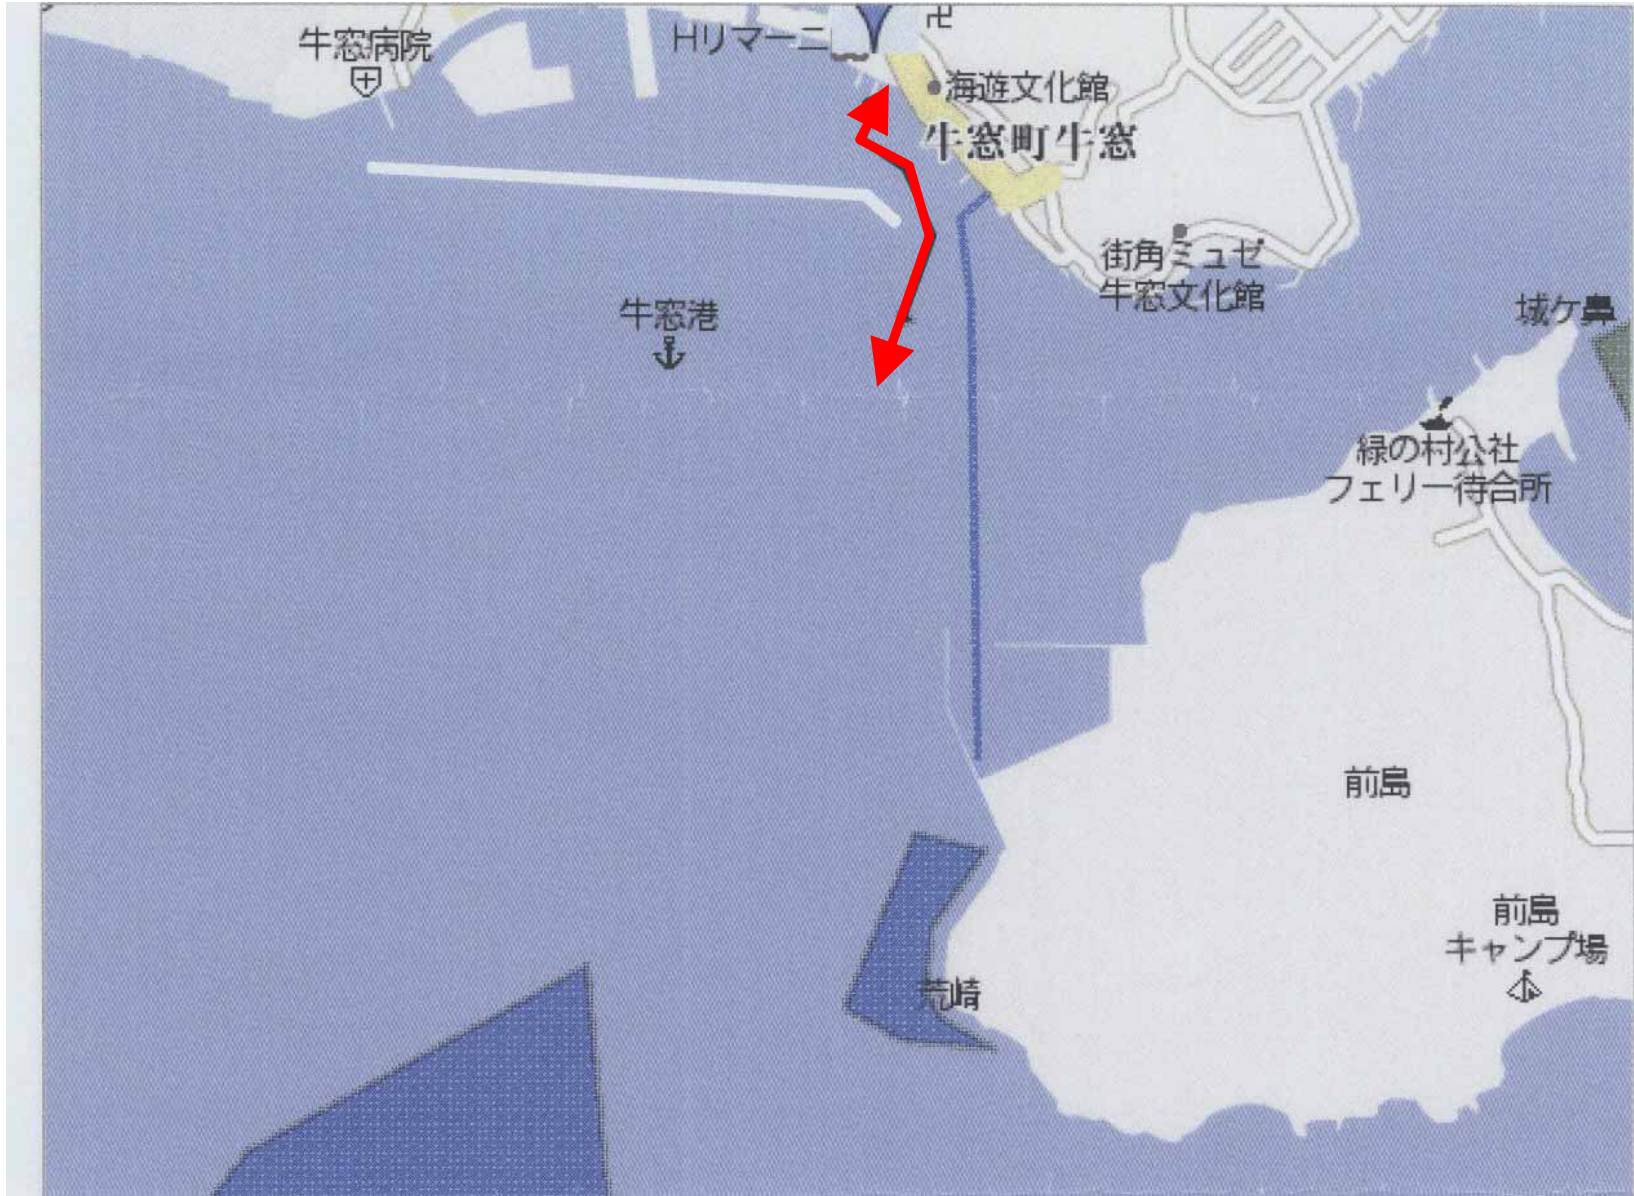 牛窓病院
Hリマーニ
卍
海遊文化館
牛窓町牛窓
街角ミュゼ
牛窓文化館
牛窓港
城ケ鼻
緑の村公社
フェリー待合所
前島
前島
キャンプ場
荒崎